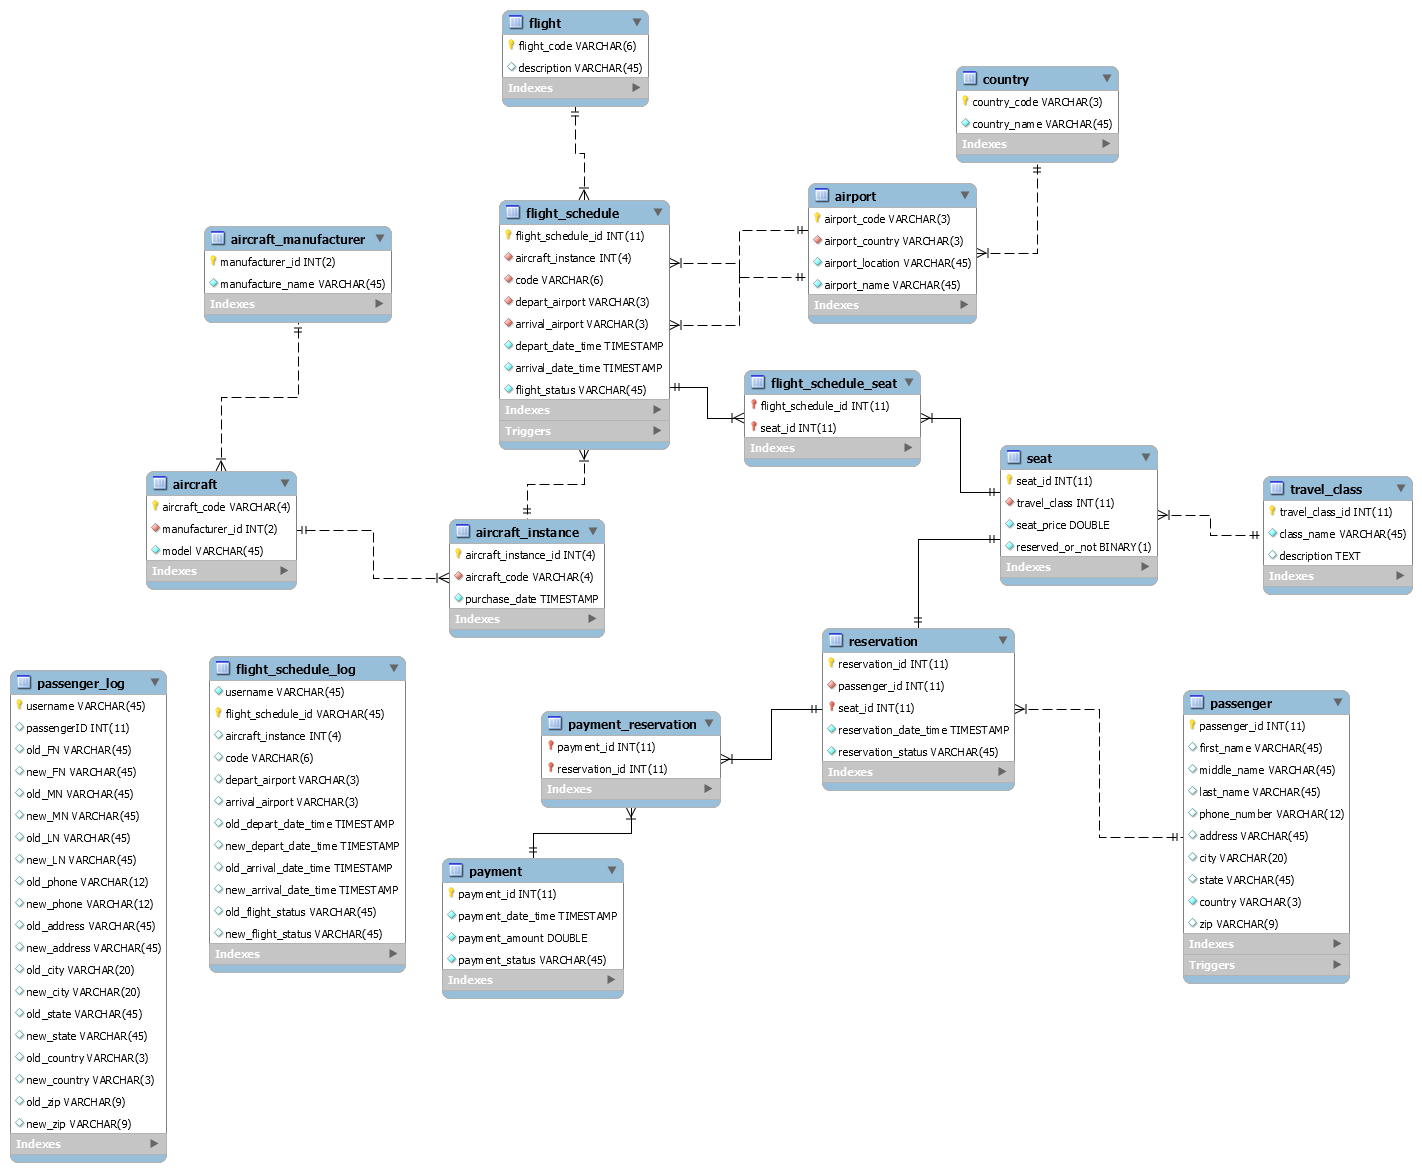 flight
flight_code VARCHAR(6)
description VARCHAR(45)
Indexes
country
country_code VARCHAR(3)
country_name VARCHAR(45)
Indexes
airport
airport_code VARCHAR(3)
airport_country VARCHAR(3)
airport_location VARCHAR(45)
airport_name VARCHAR(45)
Indexes
flight_schedule
flight_schedule_id INT(11)
aircraft_instance INT(4)
code VARCHAR(6)
depart_airport VARCHAR(3)
arrival_airport VARCHAR(3)
depart_date_time TIMESTAMP
arrival_date_time TIMESTAMP
flight_status VARCHAR(45)
Indexes
Triggers
aircraft_manufacturer
manufacturer_id INT(2)
manufacture_name VARCHAR(45)
Indexes
flight_schedule_seat
flight_schedule_id INT(11)
seat_id INT(11)
Indexes
seat
seat_id INT(11)
travel_class INT(11)
seat_price DOUBLE
reserved_or_not BINARY(1)
Indexes
travel_class
travel_class_id INT(11)
class_name VARCHAR(45)
description TEXT
Indexes
aircraft
aircraft_code VARCHAR(4)
manufacturer_id INT(2)
model VARCHAR(45)
Indexes
aircraft_instance
aircraft_instance_id INT(4)
aircraft_code VARCHAR(4)
purchase_date TIMESTAMP
Indexes
reservation
reservation_id INT(11)
passenger_id INT(11)
seat_id INT(11)
reservation_date_time TIMESTAMP
reservation_status VARCHAR(45)
Indexes
passenger_log
username VARCHAR(45)
passengerID INT(11)
old_FN VARCHAR(45)
new_FN VARCHAR(45)
old_MN VARCHAR(45)
new_MN VARCHAR(45)
old_LN VARCHAR(45)
new_LN VARCHAR(45)
old_phone VARCHAR(12)
new_phone VARCHAR(12)
old_address VARCHAR(45)
new_address VARCHAR(45)
old_city VARCHAR(20)
new_city VARCHAR(20)
old_state VARCHAR(45)
new_state VARCHAR(45)
old_country VARCHAR(3)
new_country VARCHAR(3)
old_zip VARCHAR(9)
new_zip VARCHAR(9)
Indexes
flight_schedule_log
username VARCHAR(45)
flight_schedule_id VARCHAR(45)
aircraft_instance INT(4)
code VARCHAR(6)
depart_airport VARCHAR(3)
arrival_airport VARCHAR(3)
old_depart_date_time TIMESTAMP
new_depart_date_time TIMESTAMP
old_arrival_date_time TIMESTAMP
new_arrival_date_time TIMESTAMP
old_flight_status VARCHAR(45)
new_flight_status VARCHAR(45)
Indexes
payment_reservation
payment_id INT(11)
reservation_id INT(11)
Indexes
payment
payment_id INT(11)
payment_date_time TIMESTAMP
payment_amount DOUBLE
payment_status VARCHAR(45)
Indexes
passenger
passenger_id INT(11)
first_name VARCHAR(45)
middle_name VARCHAR(45)
last_name VARCHAR(45)
phone_number VARCHAR(12)
address VARCHAR(45)
city VARCHAR(20)
state VARCHAR(45)
country VARCHAR(3)
zip VARCHAR(9)
Indexes
Triggers